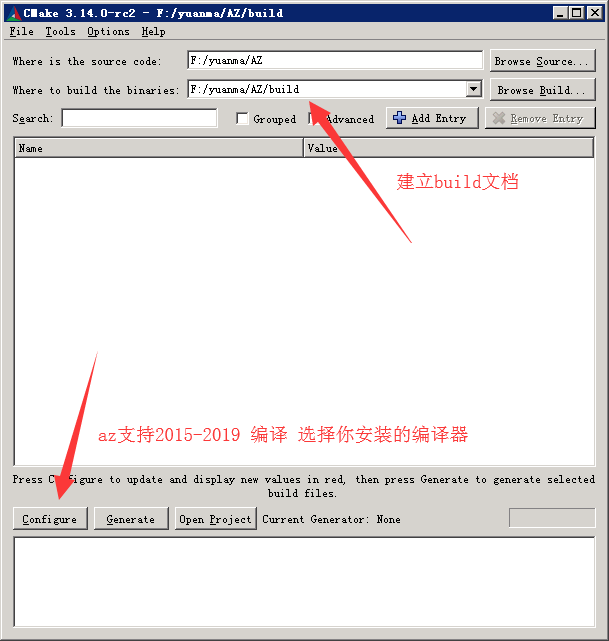 CMake 3.14.0-rc2 - F:/yuanma/AZ/build
File Tools Options Help
Where is the source code: F:/yuanma/AZ Browse Source...
Where to build the binaries: F:/yuanma/AZ/build Browse Build...
Search: Grouped Advanced Add Entry Remove Entry
Name Value
建立build文档
az支持2015-2019 编译 选择你安装的编译器
Press Configure to update and display new values in red, then press Generate to generate selected
build files.
Configure Generate Open Project Current Generator: None